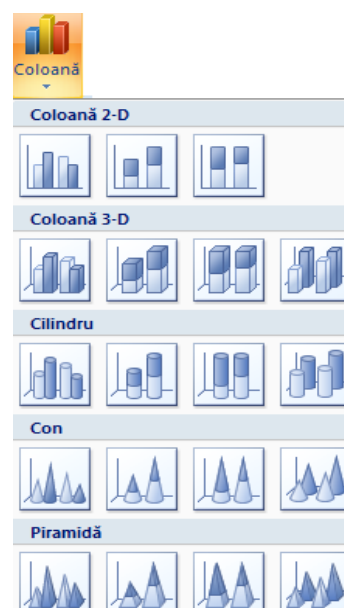 Coloană
Coloană 2-D
Coloană 3-D
Cilindru
Con
Piramidă